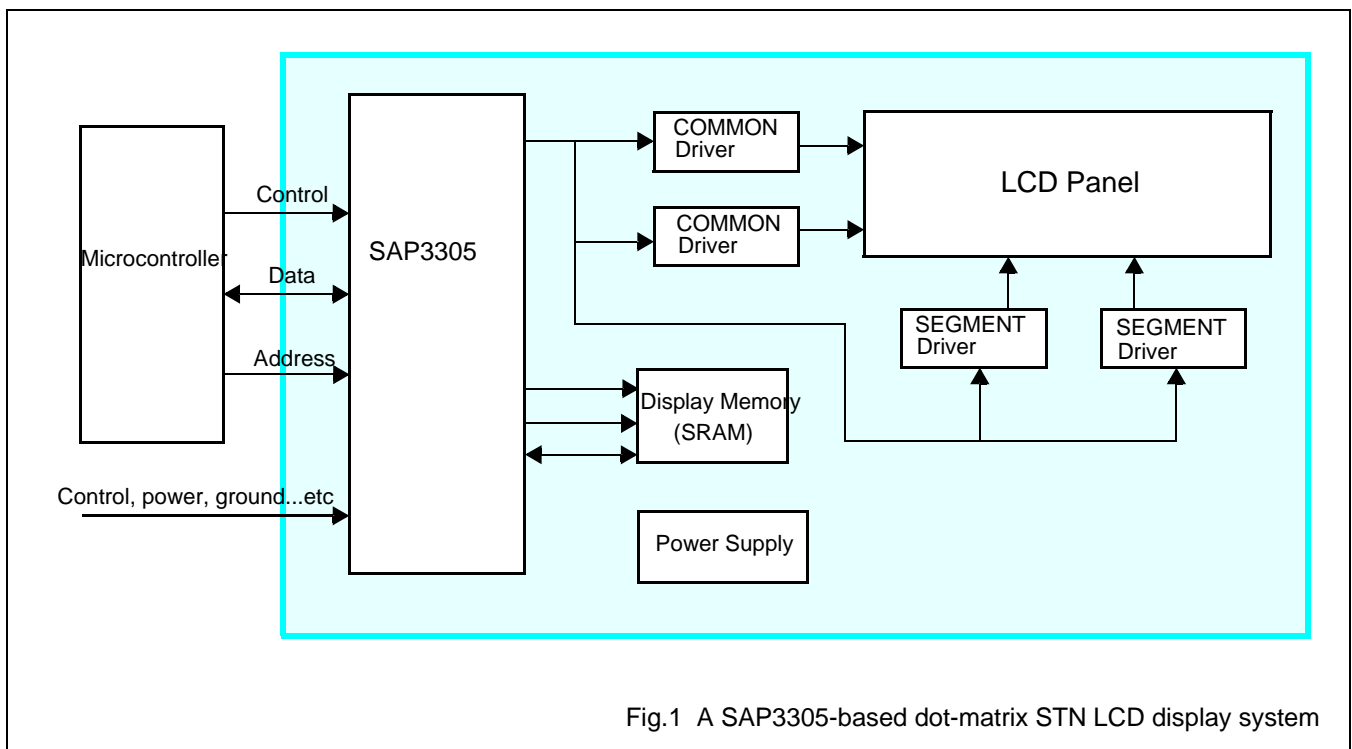 Microcontroller
Control
Data
Address
Control, power, ground...etc
SAP3305
COMMON
Driver
COMMON
Driver
LCD Panel
SEGMENT
Driver
SEGMENT
Driver
Display Memory
(SRAM)
Power Supply
Fig.1 A SAP3305-based dot-matrix STN LCD display system